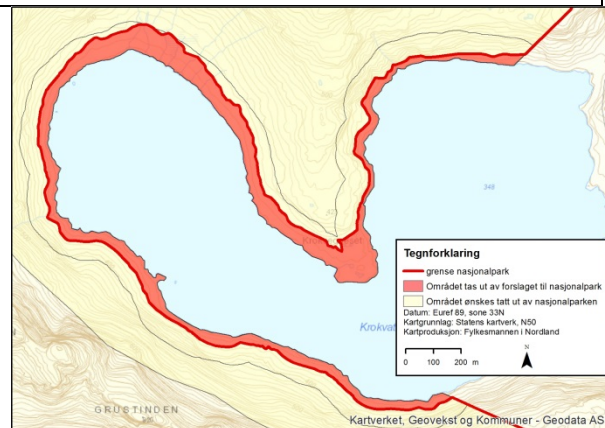 348
Tegnforklaring
grense nasjonalpark
Området tas ut av forslaget til nasjonalpark
Området ønskes tatt ut av nasjonalparken
Datum: Euref 89, sone 33N
Kartgrunnlag: Statens kartverk, N50
Kartproduksjon: Fylkesmannen i Nordland
0 100 200 m
N
GRUSTINDEN
Kartverket, Geovekst og Kommuner - Geodata AS